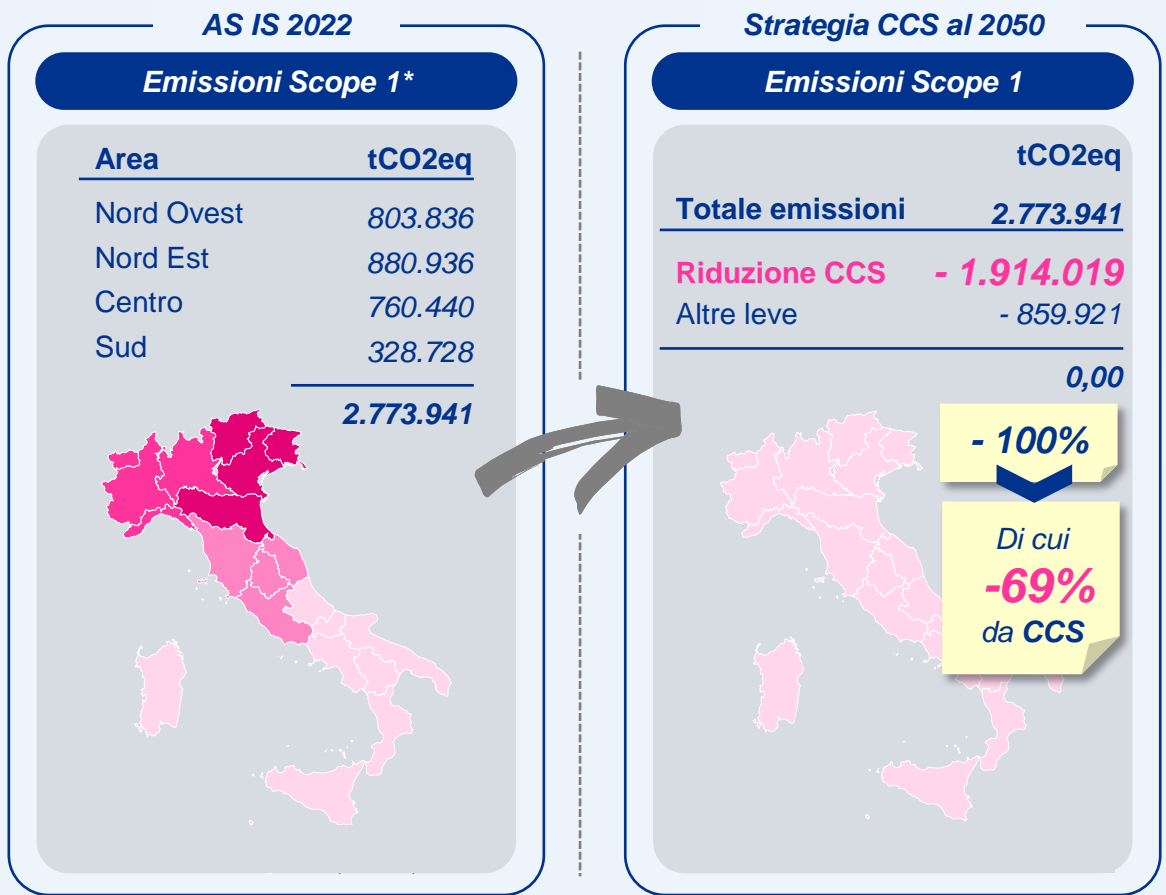 AS IS 2022
Emissioni Scope 1*
Area tCO2eq
Nord Ovest 803.836
Nord Est 880.936
Centro 760.440
Sud 328.728
2.773.941
Strategia CCS al 2050
Emissioni Scope 1
tCO2eq
Totale emissioni 2.773.941
Riduzione CCS - 1.914.019
Altre leve - 859.921
0,00
- 100%
Di cui
-69%
da CCS